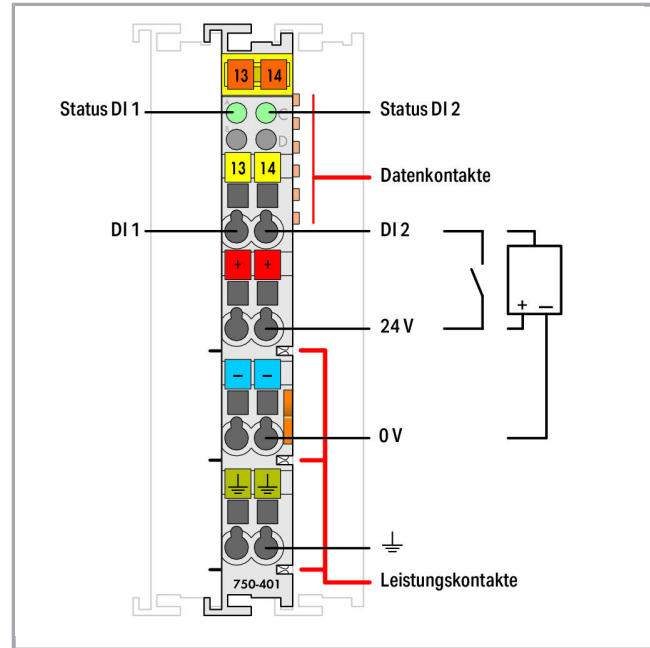 13 14
Status DI 1
A
C
Status DI 2
B
D
13 14
Datenkontakte
DI 1
DI 2
+ +
+ −
24 V
− −
0 V
750-401
Leistungskontakte